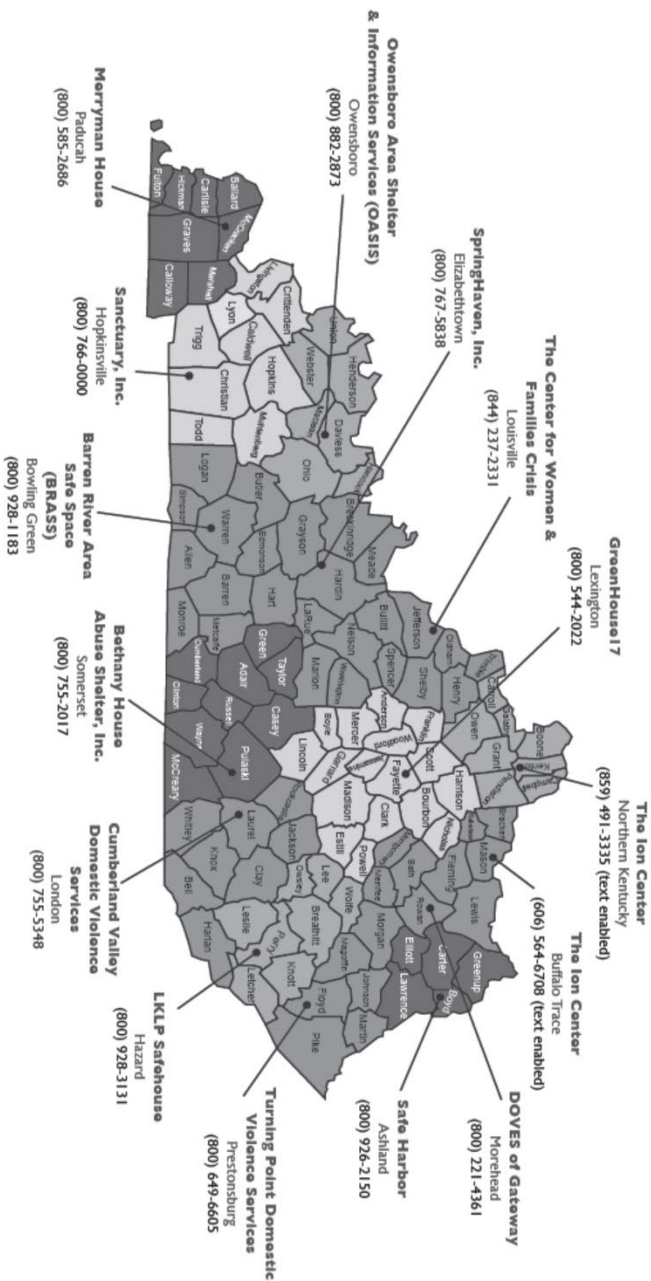 The Ion Center
Northern Kentucky
(859) 491-3335 (text enabled)
The Ion Center
Buffalo Trace
(606) 564-6708 (text enabled)
GreenHouse17
Lexington
(800) 544-2022
DOVES of Gateway
Morehead
(800) 221-4361
The Center for Women &
Families Crisis
Louisville
(844) 237-2331
Safe Harbor
Ashland
(800) 926-2150
SpringHaven, Inc.
Elizabethtown
(800) 767-5838
Owensboro Area Shelter
& Information Services (OASIS)
Owensboro
(800) 882-2873
Turning Point Domestic
Violence Services
Prestonsburg
(800) 649-6605
Merryman House
Paducah
(800) 585-2686
Sanctuary, Inc.
Hopkinsville
(800) 766-0000
Barren River Area
Safe Space
(BRASS)
Bowling Green
(800) 928-1183
Bethany House
Abuse Shelter, Inc.
Somerset
(800) 755-2017
Cumberland Valley
Domestic Violence
Services
London
(800) 755-5348
LKLP Safehouse
Hazard
(800) 928-3131
Ballard
Carlisle
Hickman
Fulton
McCracken
Graves
Marshall
Calloway
Livingston
Crittenden
Lyon
Caldwell
Trigg
Hopkins
Christian
Todd
Muhlenberg
Union
Henderson
Webster
McLean
Daviess
Ohio
Hancock
Logan
Butler
Simpson
Warren
Edmonson
Allen
Barren
Hart
Monroe
Metcalfe
Breckinridge
Grayson
Meade
Hardin
LaRue
Nelson
Marion
Washington
Bullitt
Jefferson
Spencer
Shelby
Oldham
Henry
Trimble
Carroll
Gallatin
Owen
Grant
Boone
Kenton
Campbell
Pendleton
Bracken
Mason
Robertson
Fleming
Lewis
Harrison
Scott
Franklin
Woodford
Anderson
Mercer
Boyle
Lincoln
Garrard
Jessamine
Fayette
Bourbon
Nicholas
Clark
Madison
Estill
Powell
Green
Taylor
Adair
Casey
Cumberland
Clinton
Russell
Wayne
Pulaski
McCreary
Rockcastle
Laurel
Whitley
Knox
Bell
Clay
Jackson
Harlan
Owsley
Lee
Wolfe
Breathitt
Leslie
Perry
Knott
Letcher
Montgomery
Bath
Menifee
Rowan
Morgan
Magoffin
Johnson
Martin
Floyd
Pike
Elliott
Carter
Greenup
Boyd
Lawrence